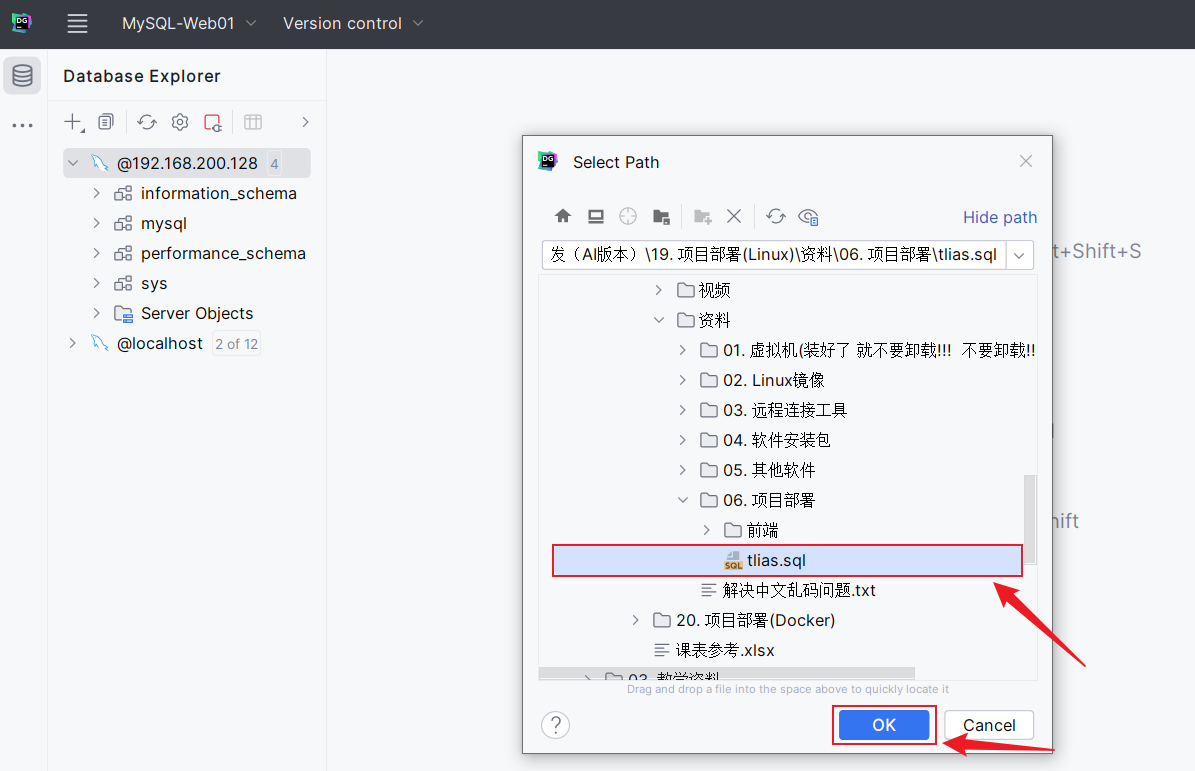 MySQL-Web01
Version control
Database Explorer
@192.168.200.128 4
information_schema
mysql
performance_schema
sys
Server Objects
@localhost 2 of 12
t+Shift+S
Select Path
Hide path
发（AI版本）\19. 项目部署(Linux)\资料\06. 项目部署\tlias.sql
视频
资料
01. 虚拟机(装好了 就不要卸载!!! 不要卸载!!
02. Linux镜像
03. 远程连接工具
04. 软件安装包
05. 其他软件
06. 项目部署
前端
hift
SQL tlias.sql
解决中文乱码问题.txt
20. 项目部署(Docker)
课表参考.xlsx
03. 教学资料
Drag and drop a file into the space above to quickly locate it
? OK Cancel